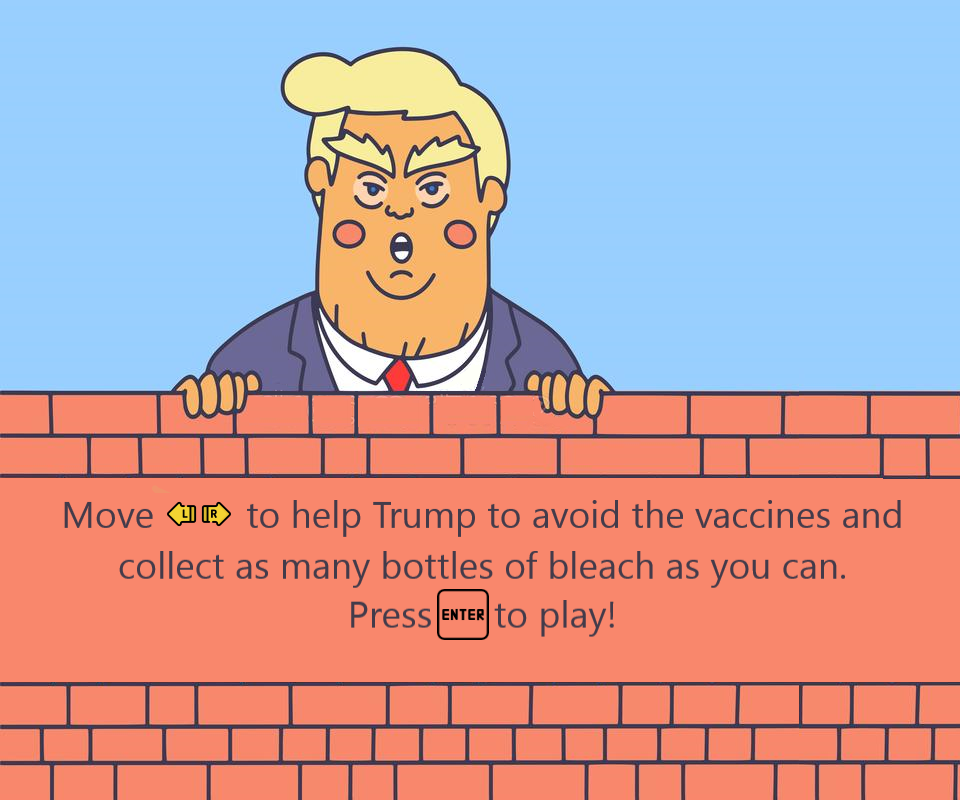 Move L R to help Trump to avoid the vaccines and
collect as many bottles of bleach as you can.
Press ENTER to play!